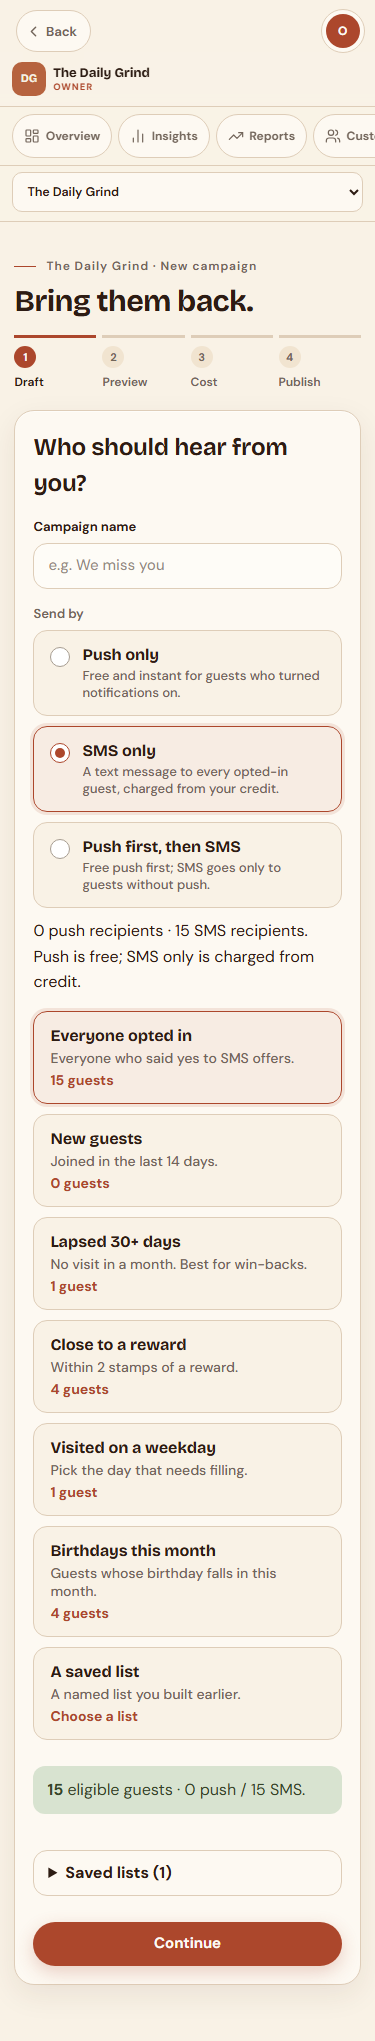 Back
O
DG
The Daily Grind
OWNER
Overview
Insights
Reports
Cust
The Daily Grind
The Daily Grind · New campaign
Bring them back.
1
2
3
4
Draft
Preview
Cost
Publish
Who should hear from
you?
Campaign name
e.g. We miss you
Send by
Push only
Free and instant for guests who turned
notifications on.
SMS only
A text message to every opted-in
guest, charged from your credit.
Push first, then SMS
Free push first; SMS goes only to
guests without push.
0 push recipients · 15 SMS recipients.
Push is free; SMS only is charged from
credit.
Everyone opted in
Everyone who said yes to SMS offers.
15 guests
New guests
Joined in the last 14 days.
0 guests
Lapsed 30+ days
No visit in a month. Best for win-backs.
1 guest
Close to a reward
Within 2 stamps of a reward.
4 guests
Visited on a weekday
Pick the day that needs filling.
1 guest
Birthdays this month
Guests whose birthday falls in this
month.
4 guests
A saved list
A named list you built earlier.
Choose a list
15 eligible guests · 0 push / 15 SMS.
Saved lists (1)
Continue